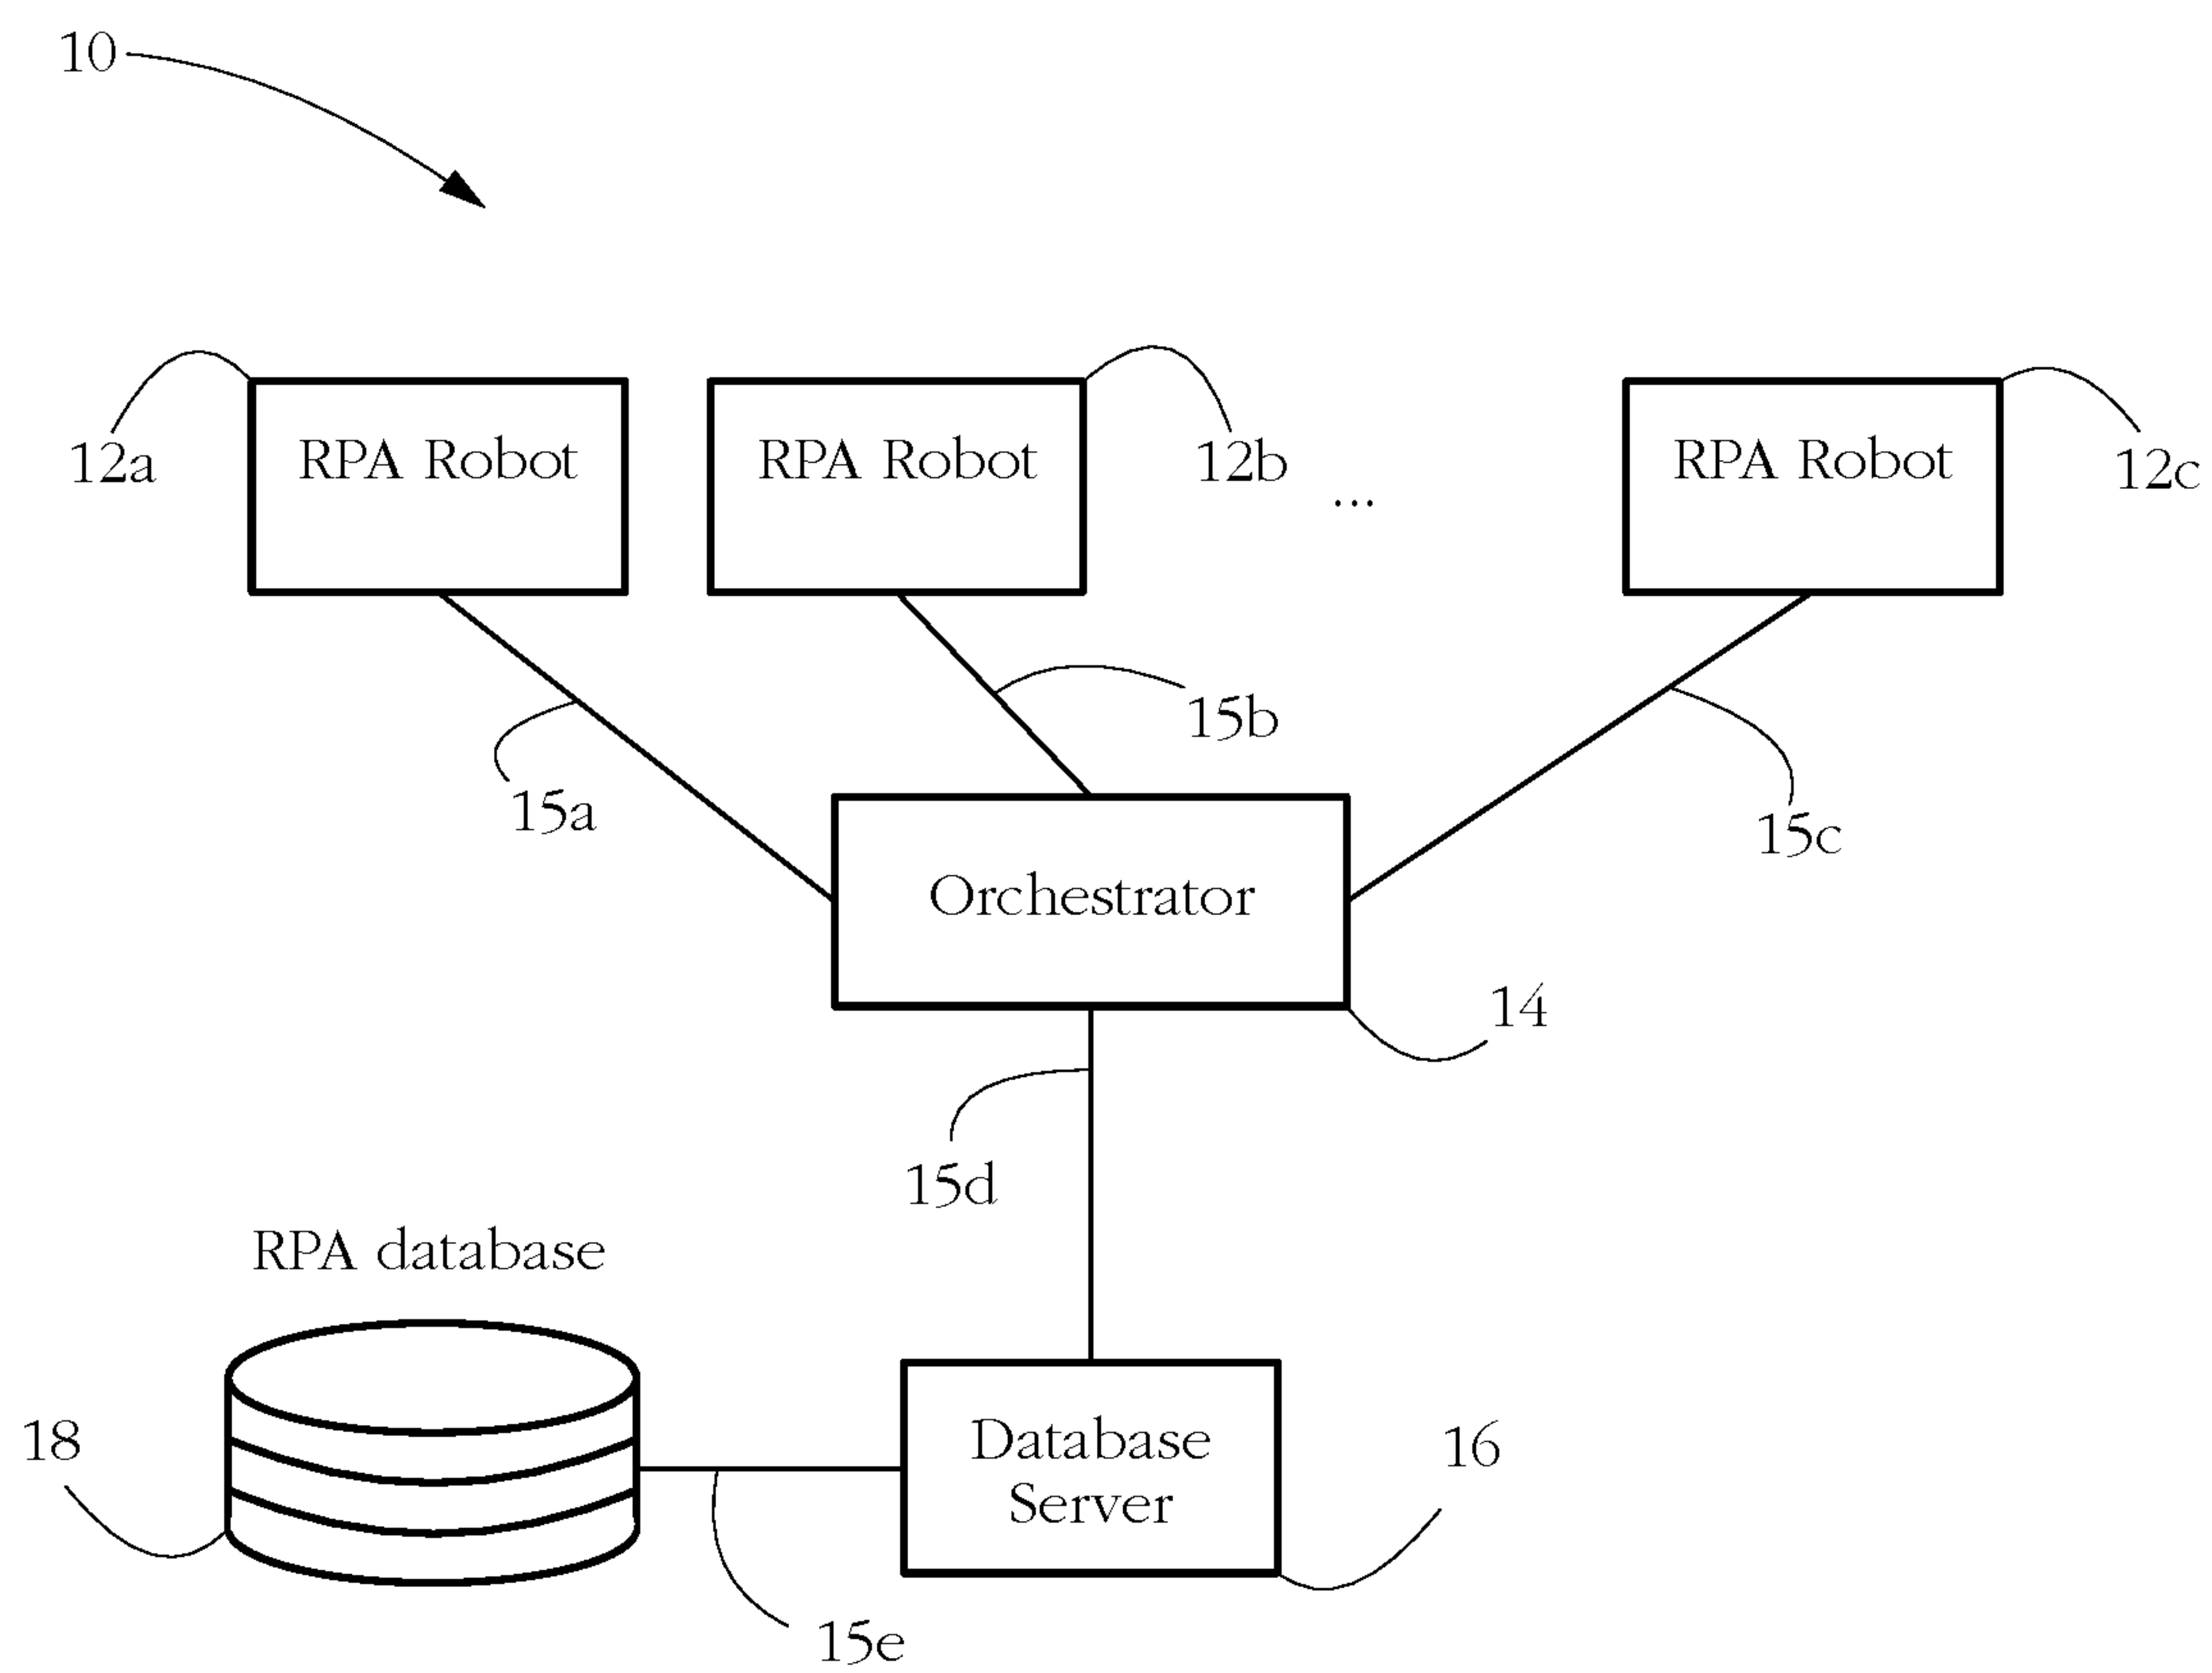 10
12a
RPA Robot
RPA Robot
12b
...
RPA Robot
12c
15a
15b
15c
Orchestrator
14
15d
RPA database
18
Database
Server
16
15e